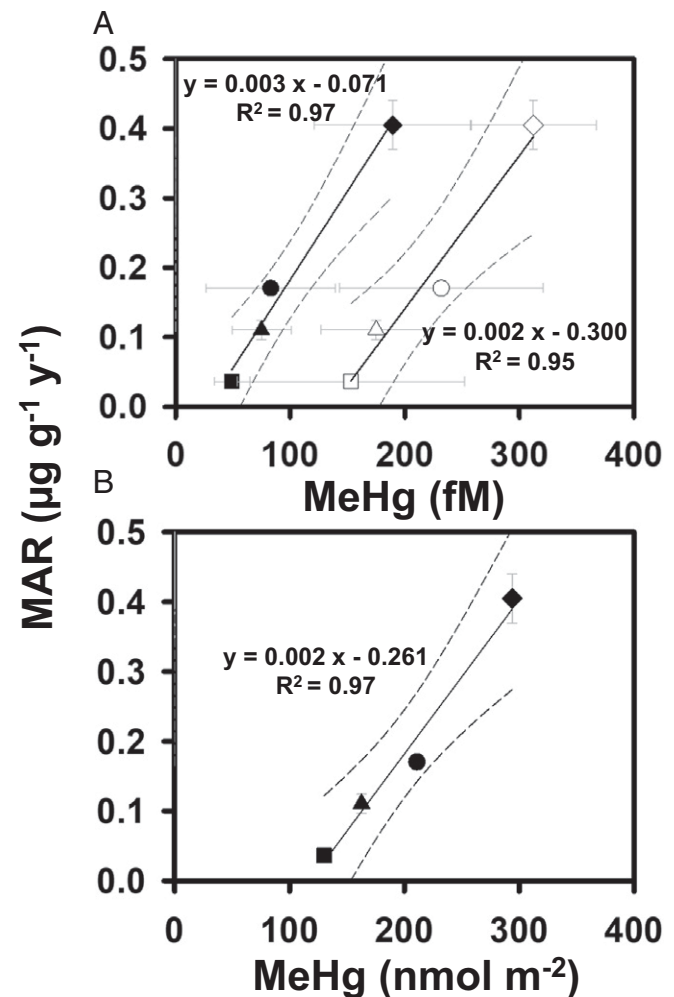 A
0.5
y = 0.003 x - 0.071
R² = 0.97
0.4
0.3
0.2
0.1
y = 0.002 x - 0.300
R² = 0.95
0.0
0 100 200 300 400
MeHg (fM)
MAR (µg g⁻¹ y⁻¹)
B
0.5
0.4
y = 0.002 x - 0.261
R² = 0.97
0.3
0.2
0.1
0.0
0 100 200 300 400
MeHg (nmol m⁻²)